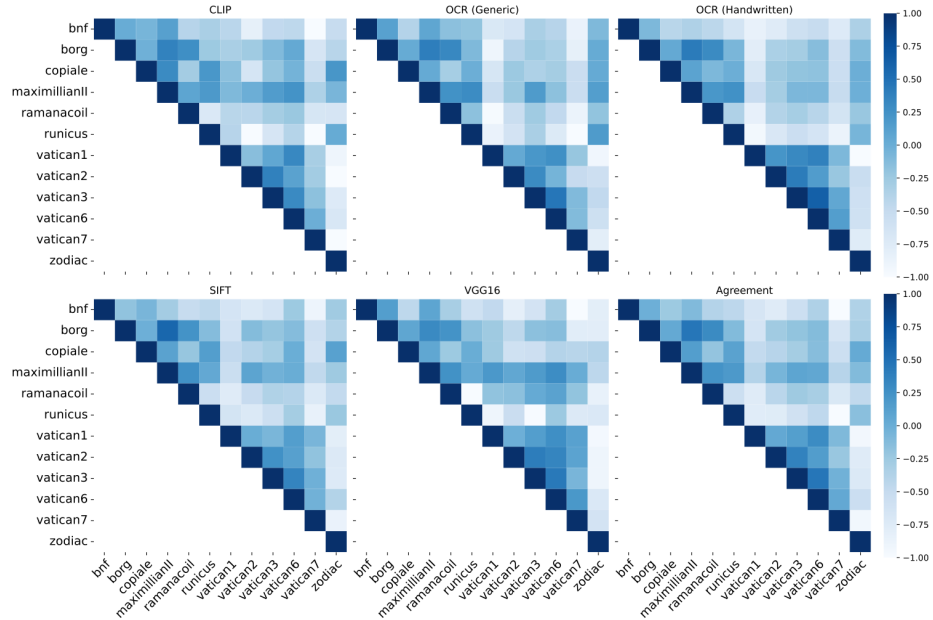 CLIP OCR (Generic) OCR (Handwritten)
bnf
borg
copiale
maximillianII
ramanacoil
runicus
vatican1
vatican2
vatican3
vatican6
vatican7
zodiac
1.00
0.75
0.50
0.25
0.00
−0.25
−0.50
−0.75
−1.00
SIFT VGG16 Agreement
bnf
borg
copiale
maximillianII
ramanacoil
runicus
vatican1
vatican2
vatican3
vatican6
vatican7
zodiac
1.00
0.75
0.50
0.25
0.00
−0.25
−0.50
−0.75
−1.00
bnf borg copiale maximillianII ramanacoil runicus vatican1 vatican2 vatican3 vatican6 vatican7 zodiac
bnf borg copiale maximillianII ramanacoil runicus vatican1 vatican2 vatican3 vatican6 vatican7 zodiac
bnf borg copiale maximillianII ramanacoil runicus vatican1 vatican2 vatican3 vatican6 vatican7 zodiac